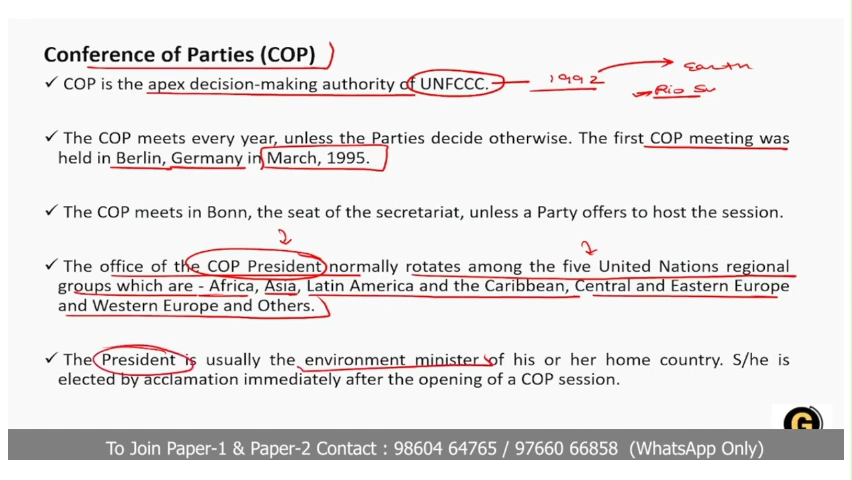 Conference of Parties (COP)
✓ COP is the apex decision-making authority of UNFCCC. 1992 Earth
Rio Su
✓ The COP meets every year, unless the Parties decide otherwise. The first COP meeting was
held in Berlin, Germany in March, 1995.
✓ The COP meets in Bonn, the seat of the secretariat, unless a Party offers to host the session.
✓ The office of the COP President normally rotates among the five United Nations regional
groups which are - Africa, Asia, Latin America and the Caribbean, Central and Eastern Europe
and Western Europe and Others.
✓ The President is usually the environment minister of his or her home country. S/he is
elected by acclamation immediately after the opening of a COP session.
G
To Join Paper-1 & Paper-2 Contact : 98604 64765 / 97660 66858 (WhatsApp Only)